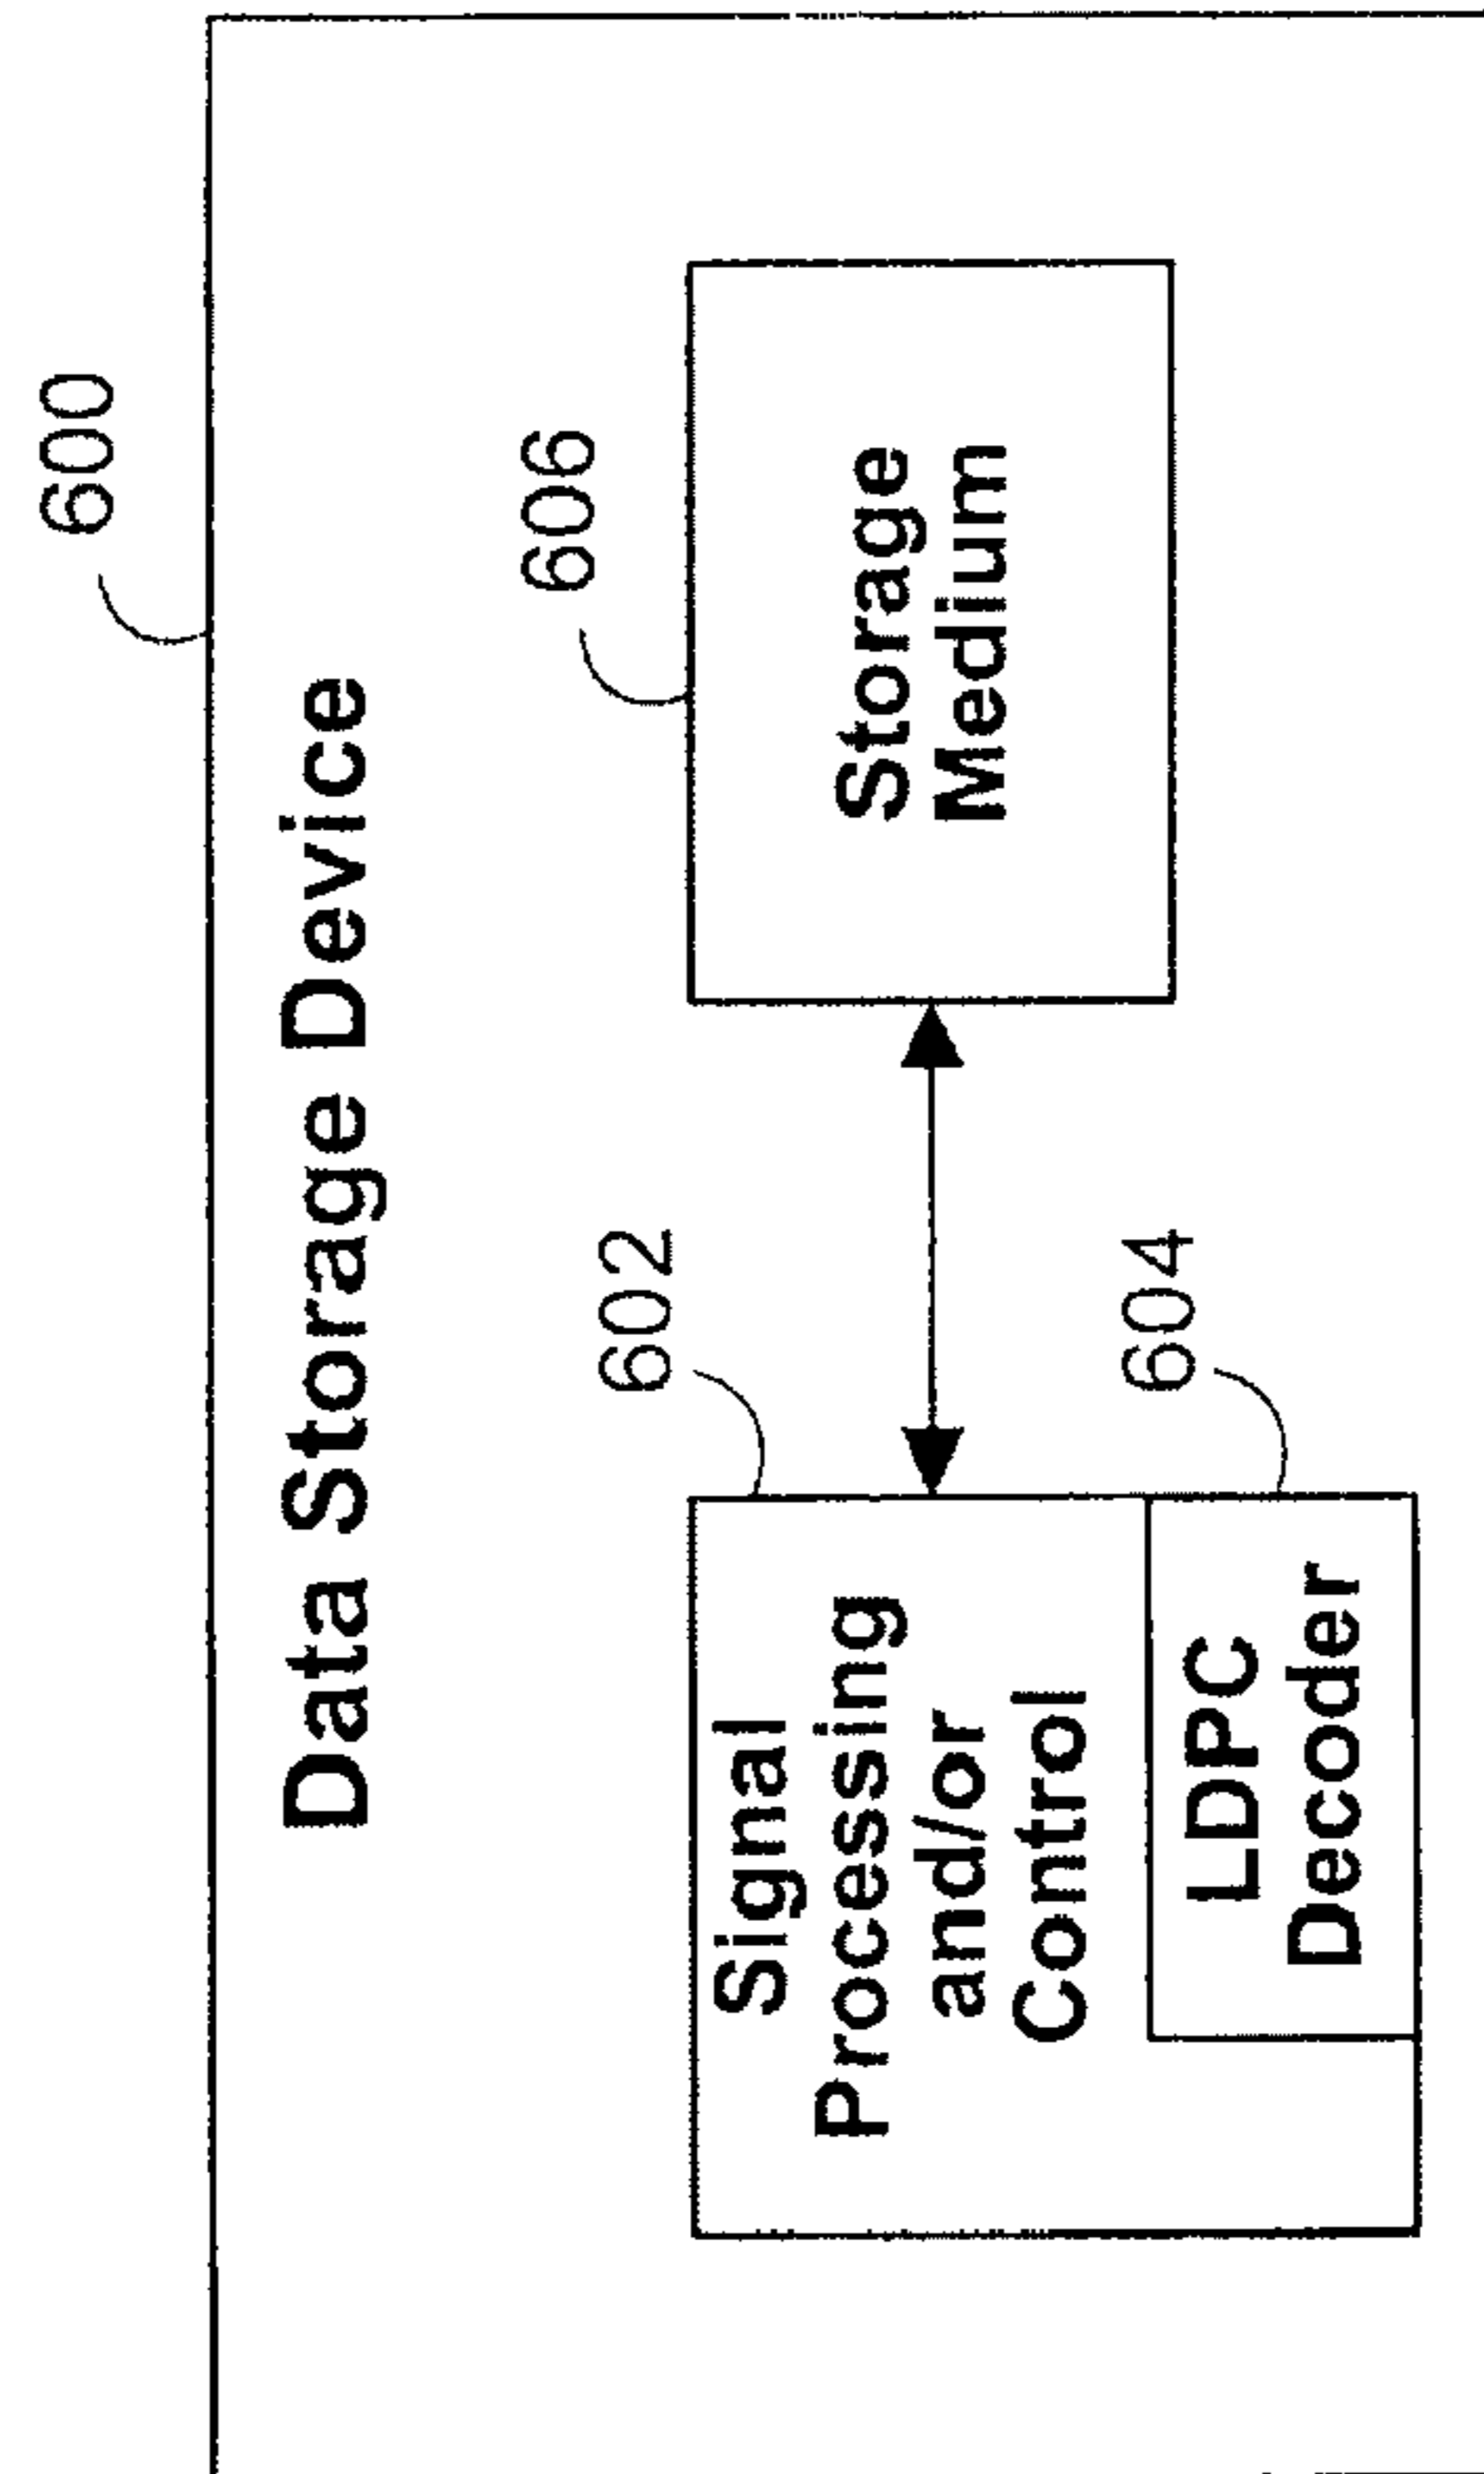 600
Data Storage Device
606
Storage
Medium
602
Signal
Processing
and/or
Control
604
LDPC
Decoder